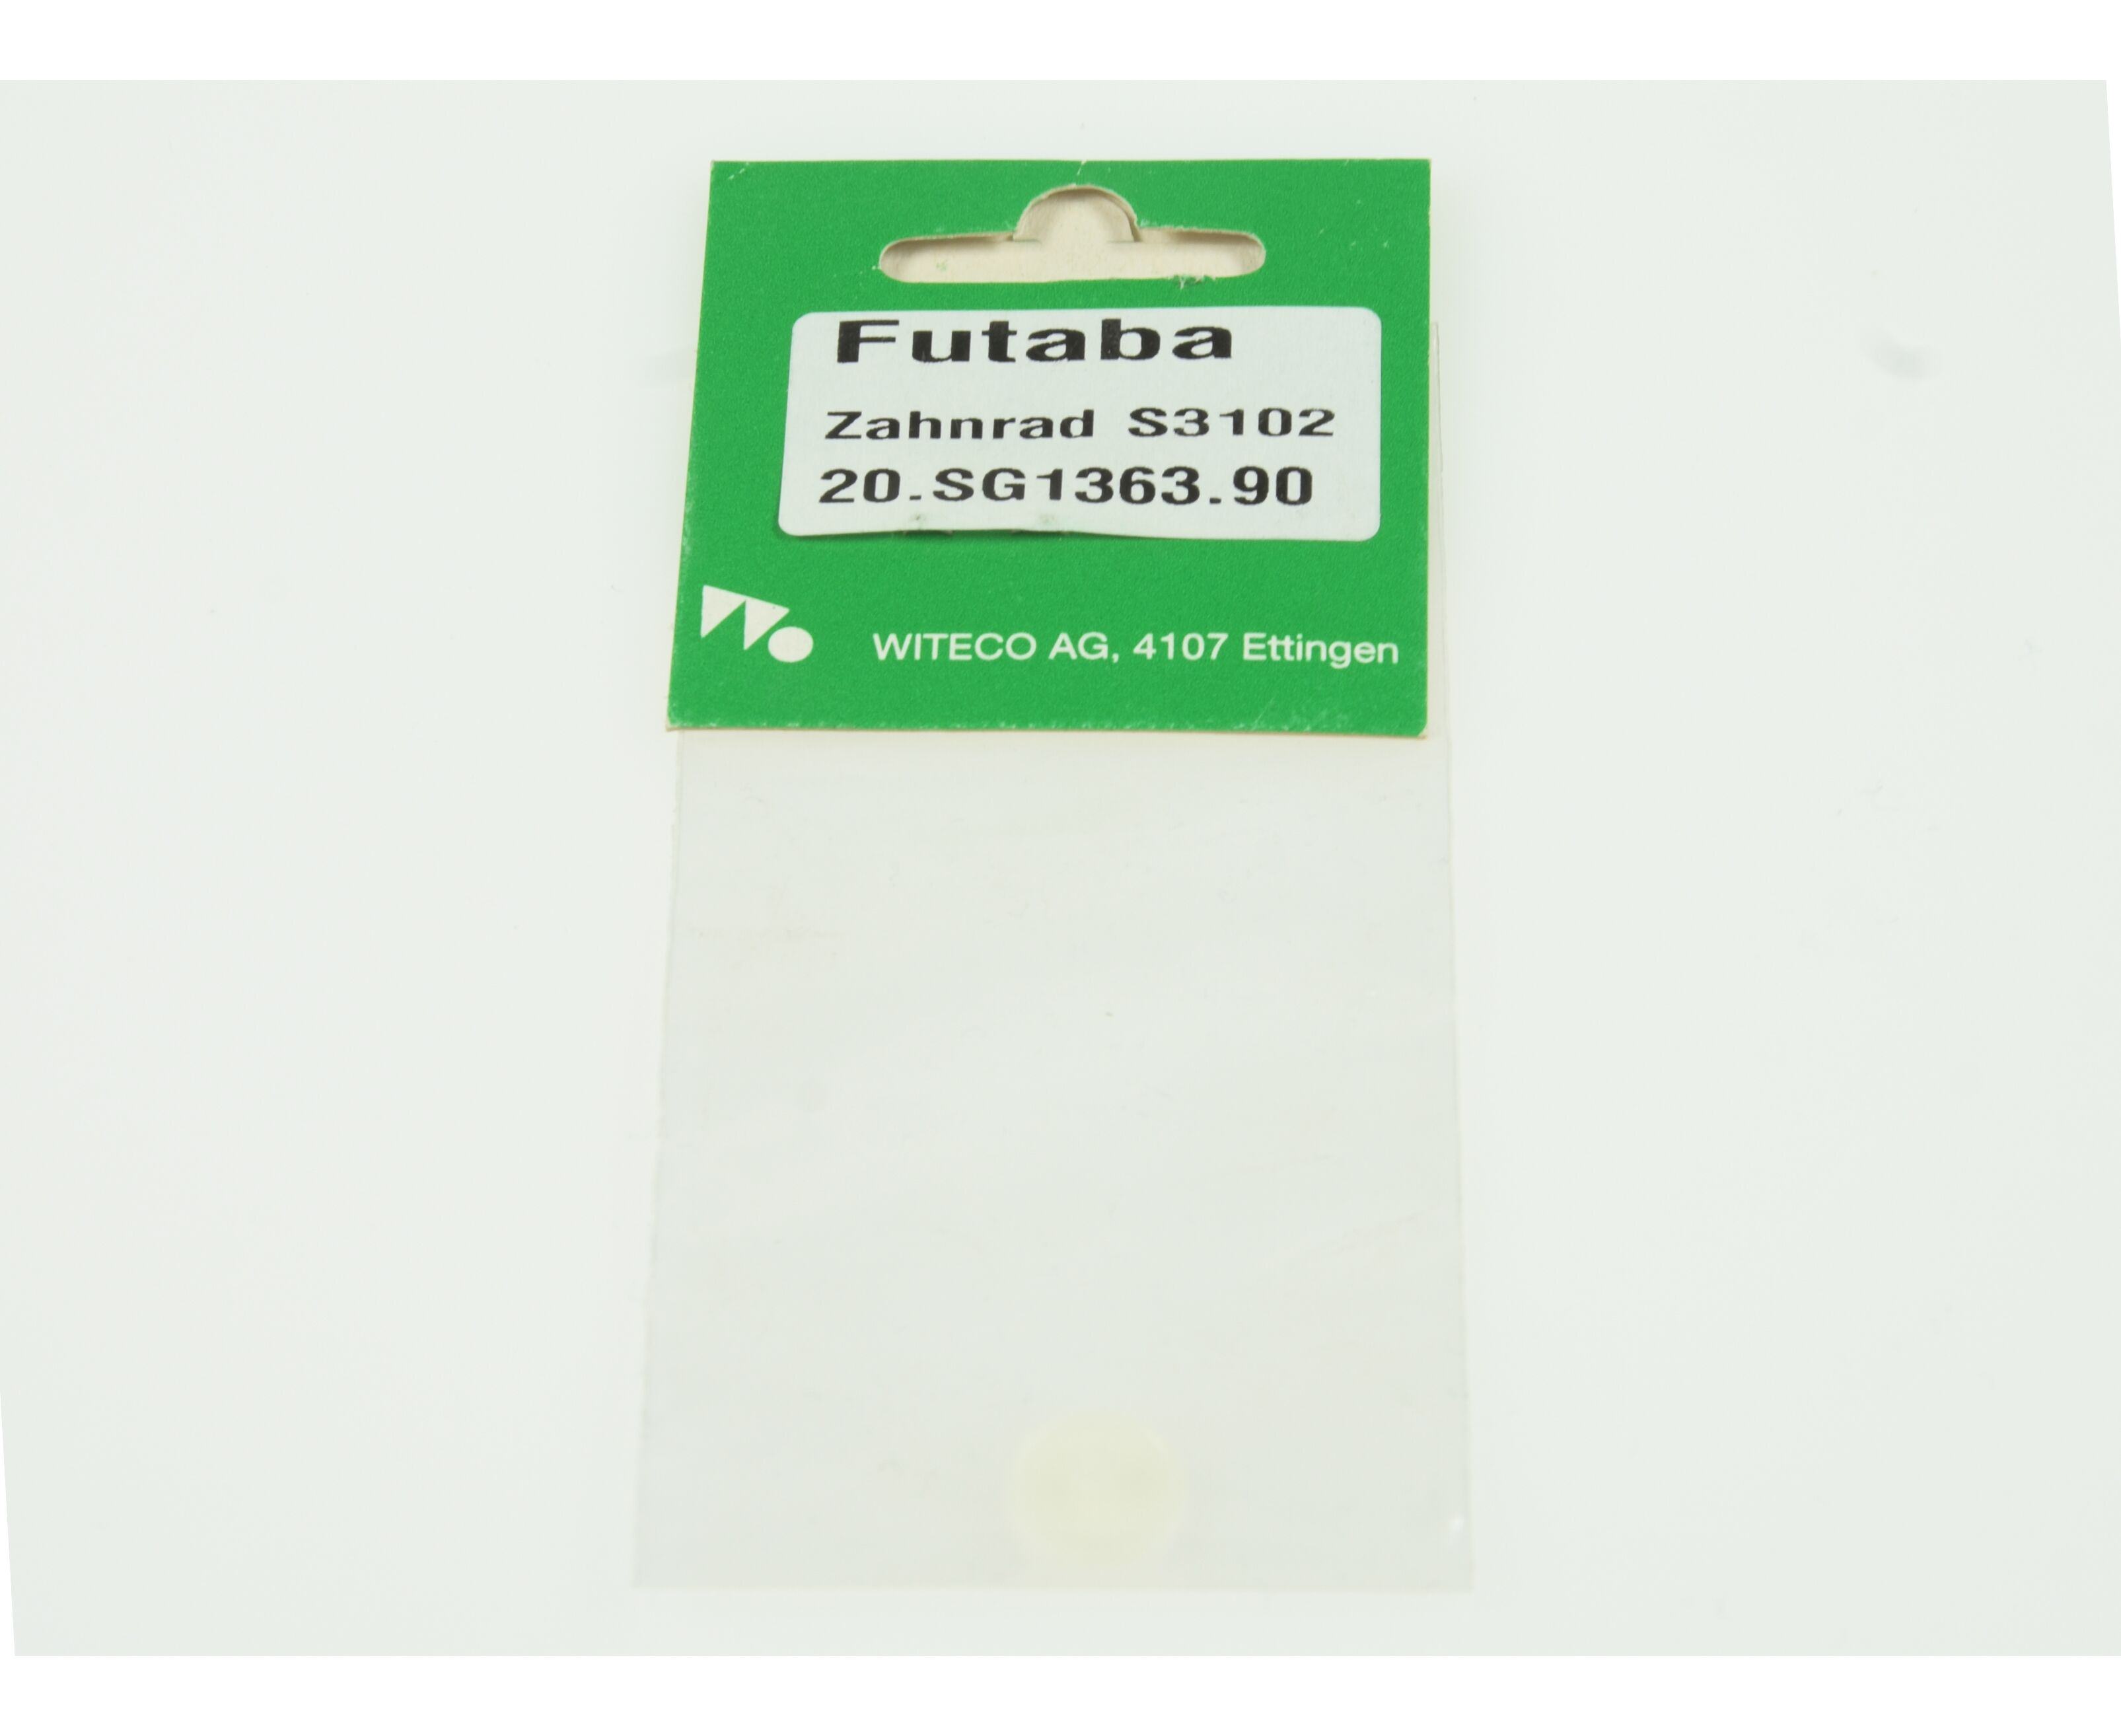 Futaba
Zahnrad S3102
20.SG1363.90
WITECO AG, 4107 Ettingen